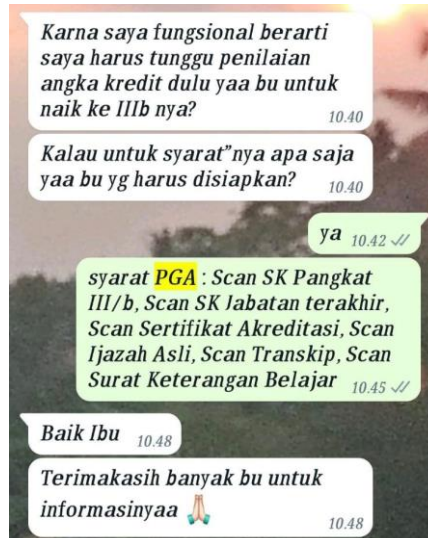 Karna saya fungsional berarti
saya harus tunggu penilaian
angka kredit dulu yaa bu untuk
naik ke IIIb nya?
10.40
Kalau untuk syarat"nya apa saja
yaa bu yg harus disiapkan?
10.40
ya 10.42
syarat PGA : Scan SK Pangkat
III/b, Scan SK Jabatan terakhir,
Scan Sertifikat Akreditasi, Scan
Ijazah Asli, Scan Transkip, Scan
Surat Keterangan Belajar 10.45
Baik Ibu 10.48
Terimakasih banyak bu untuk
informasinyaa 🙏🏻
10.48